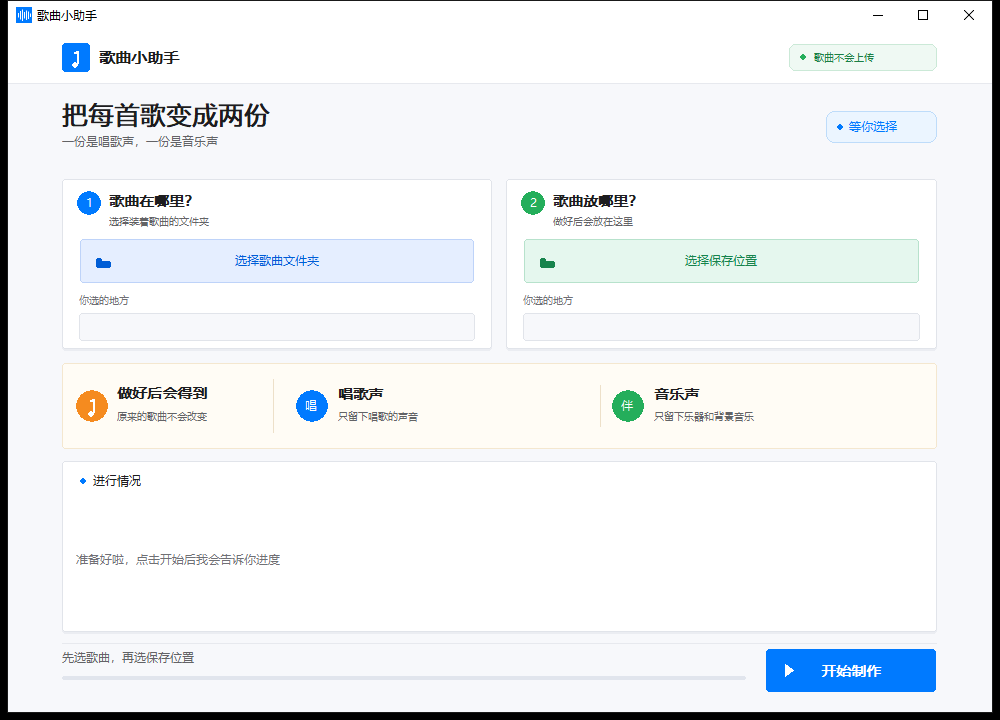 歌曲小助手
歌曲小助手
歌曲不会上传
把每首歌变成两份
一份是唱歌声，一份是音乐声
等你选择
1 歌曲在哪里？
选择装着歌曲的文件夹
选择歌曲文件夹
你选的地方
2 歌曲放哪里？
做好后会放在这里
选择保存位置
你选的地方
做好后会得到
原来的歌曲不会改变
唱 唱歌声
只留下唱歌的声音
伴 音乐声
只留下乐器和背景音乐
进行情况
准备好啦，点击开始后我会告诉你进度
先选歌曲，再选保存位置
开始制作